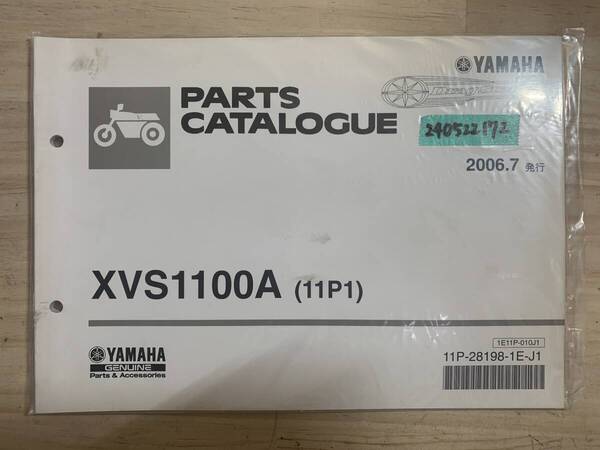 YAMAHA
PARTS
CATALOGUE
240522172
2006.7 発行
XVS1100A (11P1)
1E11P-010J1
11P-28198-1E-J1
YAMAHA
GENUINE
Parts & Accessories